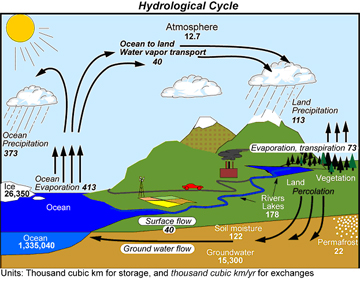 Hydrological Cycle
Atmosphere
12.7
Ocean to land
Water vapor transport
40
Land
Precipitation
113
Ocean
Precipitation
373
Evaporation, transpiration 73
Ice
26,350
Ocean
Evaporation 413
Vegetation
Land
Percolation
Ocean
Rivers
Lakes
178
Surface flow
40
Soil moisture
122
Ocean
1,335,040
Ground water flow
Groundwater
15,300
Permafrost
22
Units: Thousand cubic km for storage, and thousand cubic km/yr for exchanges